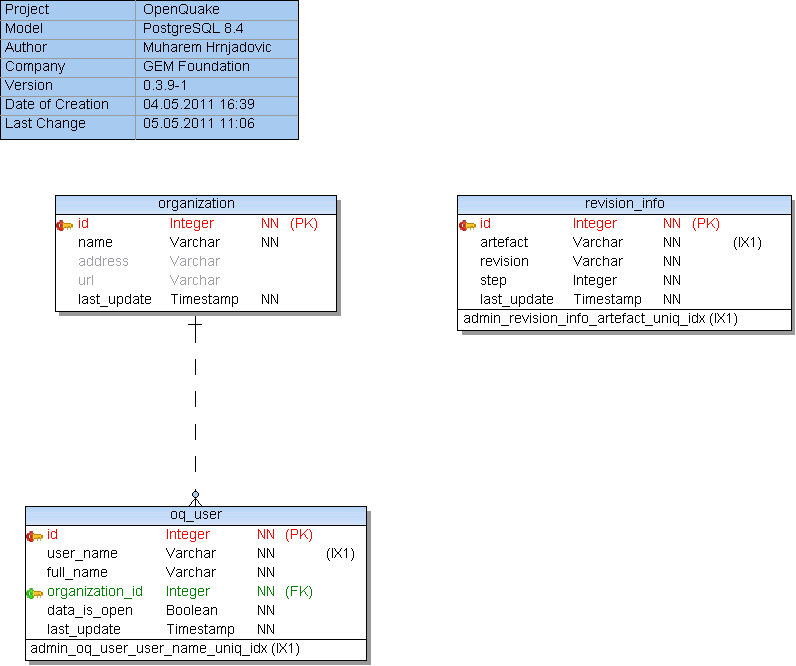 Project OpenQuake
Model PostgreSQL 8.4
Author Muharem Hrnjadovic
Company GEM Foundation
Version 0.3.9-1
Date of Creation 04.05.2011 16:39
Last Change 05.05.2011 11:06
organization
id Integer NN (PK)
name Varchar NN
address Varchar
url Varchar
last_update Timestamp NN
revision_info
id Integer NN (PK)
artefact Varchar NN (IX1)
revision Varchar NN
step Integer NN
last_update Timestamp NN
admin_revision_info_artefact_uniq_idx (IX1)
oq_user
id Integer NN (PK)
user_name Varchar NN (IX1)
full_name Varchar NN
organization_id Integer NN (FK)
data_is_open Boolean NN
last_update Timestamp NN
admin_oq_user_user_name_uniq_idx (IX1)